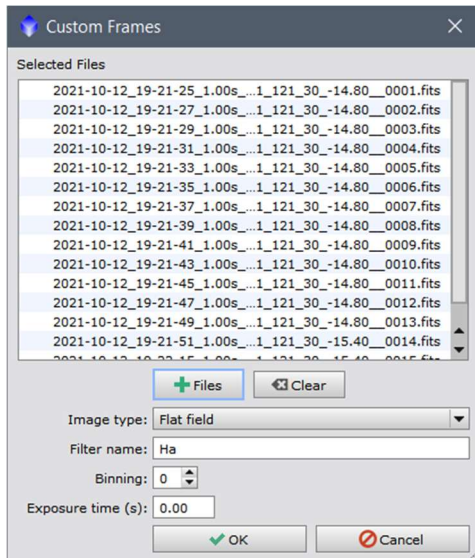 Custom Frames
Selected Files
2021-10-12_19-21-25_1.00s_...1_121_30_-14.80__0001.fits
2021-10-12_19-21-27_1.00s_...1_121_30_-14.80__0002.fits
2021-10-12_19-21-29_1.00s_...1_121_30_-14.80__0003.fits
2021-10-12_19-21-31_1.00s_...1_121_30_-14.80__0004.fits
2021-10-12_19-21-33_1.00s_...1_121_30_-14.80__0005.fits
2021-10-12_19-21-35_1.00s_...1_121_30_-14.80__0006.fits
2021-10-12_19-21-37_1.00s_...1_121_30_-14.80__0007.fits
2021-10-12_19-21-39_1.00s_...1_121_30_-14.80__0008.fits
2021-10-12_19-21-41_1.00s_...1_121_30_-14.80__0009.fits
2021-10-12_19-21-43_1.00s_...1_121_30_-14.80__0010.fits
2021-10-12_19-21-45_1.00s_...1_121_30_-14.80__0011.fits
2021-10-12_19-21-47_1.00s_...1_121_30_-14.80__0012.fits
2021-10-12_19-21-49_1.00s_...1_121_30_-14.80__0013.fits
2021-10-12_19-21-51_1.00s_...1_121_30_-15.40__0014.fits
Files Clear
Image type: Flat field
Filter name: Ha
Binning: 0
Exposure time (s): 0.00
OK Cancel